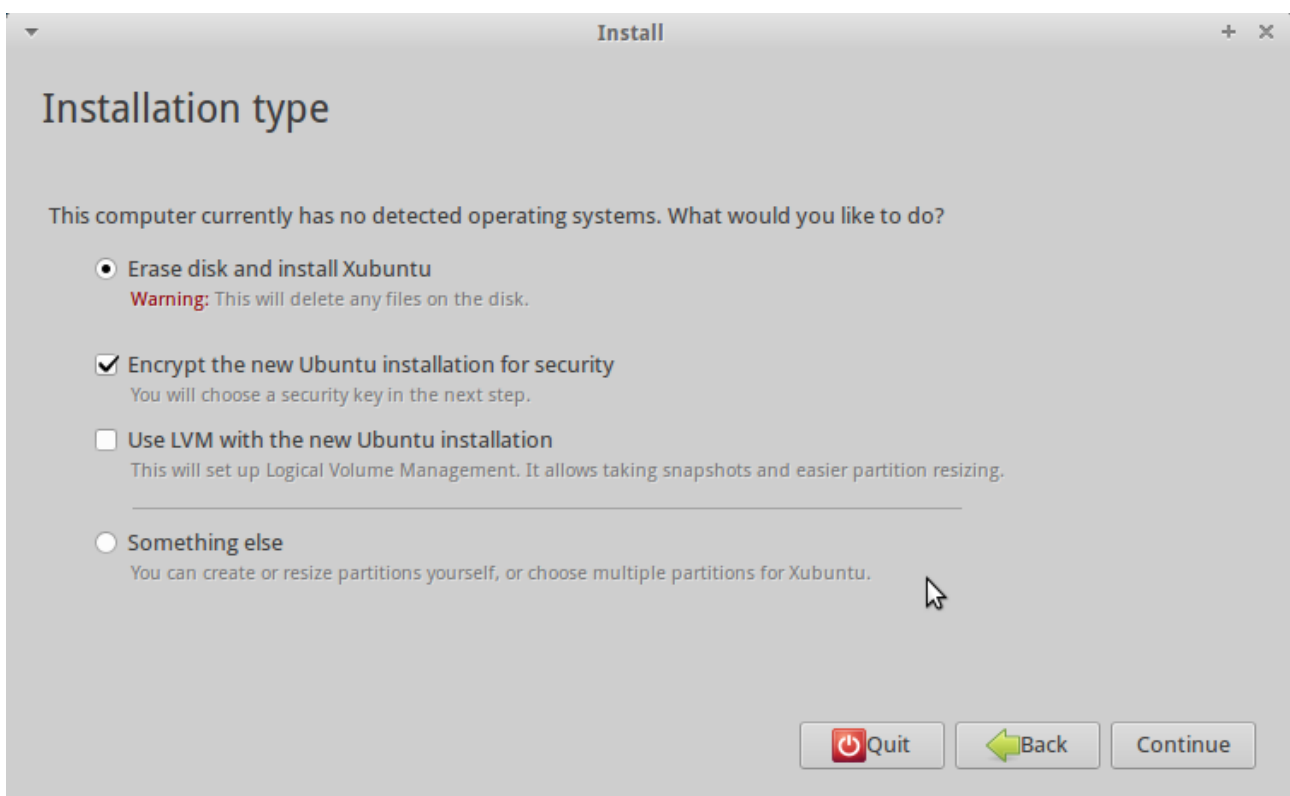 Install
Installation type
This computer currently has no detected operating systems. What would you like to do?
Erase disk and install Xubuntu
Warning: This will delete any files on the disk.
Encrypt the new Ubuntu installation for security
You will choose a security key in the next step.
Use LVM with the new Ubuntu installation
This will set up Logical Volume Management. It allows taking snapshots and easier partition resizing.
Something else
You can create or resize partitions yourself, or choose multiple partitions for Xubuntu.
Quit Back Continue